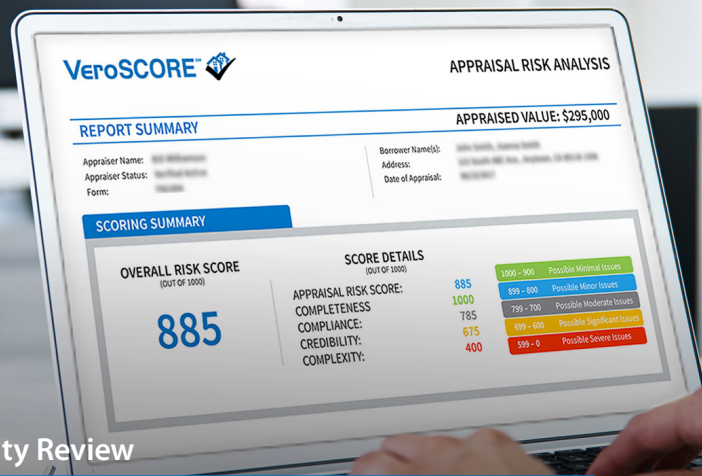 VeroSCORE™
APPRAISAL RISK ANALYSIS
REPORT SUMMARY
APPRAISED VALUE: $295,000
Appraiser Name:
Appraiser Status:
Form:
Borrower Name(s):
Address:
Date of Appraisal:
SCORING SUMMARY
OVERALL RISK SCORE
(OUT OF 1000)
885
SCORE DETAILS
(OUT OF 1000)
APPRAISAL RISK SCORE: 885
COMPLETENESS 1000
COMPLIANCE: 785
CREDIBILITY: 675
COMPLEXITY: 400
1000 – 900 Possible Minimal Issues
899 – 800 Possible Minor Issues
799 – 700 Possible Moderate Issues
699 – 600 Possible Significant Issues
599 – 0 Possible Severe Issues
ty Review